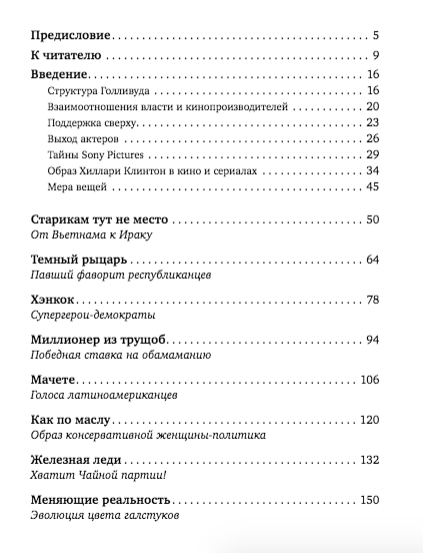 Предисловие. . . . . . . . . . . . . . . . . . . . . . . . . . . . . . . . . . . 5
К читателю . . . . . . . . . . . . . . . . . . . . . . . . . . . . . . . . . . . 9
Введение. . . . . . . . . . . . . . . . . . . . . . . . . . . . . . . . . . . . 16
Структура Голливуда . . . . . . . . . . . . . . . . . . . . . . . . . . 16
Взаимоотношения власти и кинопроизводителей . . . . . . . . 20
Поддержка сверху. . . . . . . . . . . . . . . . . . . . . . . . . . . . 23
Выход актеров . . . . . . . . . . . . . . . . . . . . . . . . . . . . . . 26
Тайны Sony Pictures . . . . . . . . . . . . . . . . . . . . . . . . . . . 29
Образ Хиллари Клинтон в кино и сериалах . . . . . . . . . . . . 34
Мера вещей . . . . . . . . . . . . . . . . . . . . . . . . . . . . . . . . 45
Старикам тут не место . . . . . . . . . . . . . . . . . . . . . . . . . 50
От Вьетнама к Ираку
Темный рыцарь . . . . . . . . . . . . . . . . . . . . . . . . . . . . . . 64
Павший фаворит республиканцев
Хэнкок . . . . . . . . . . . . . . . . . . . . . . . . . . . . . . . . . . . . . 78
Супергерои-демократы
Миллионер из трущоб. . . . . . . . . . . . . . . . . . . . . . . . . . 94
Победная ставка на обамаманию
Мачете. . . . . . . . . . . . . . . . . . . . . . . . . . . . . . . . . . . . 106
Голоса латиноамериканцев
Как по маслу . . . . . . . . . . . . . . . . . . . . . . . . . . . . . . . . 120
Образ консервативной женщины-политика
Железная леди . . . . . . . . . . . . . . . . . . . . . . . . . . . . . . 132
Хватит Чайной партии!
Меняющие реальность . . . . . . . . . . . . . . . . . . . . . . . . . 150
Эволюция цвета галстуков